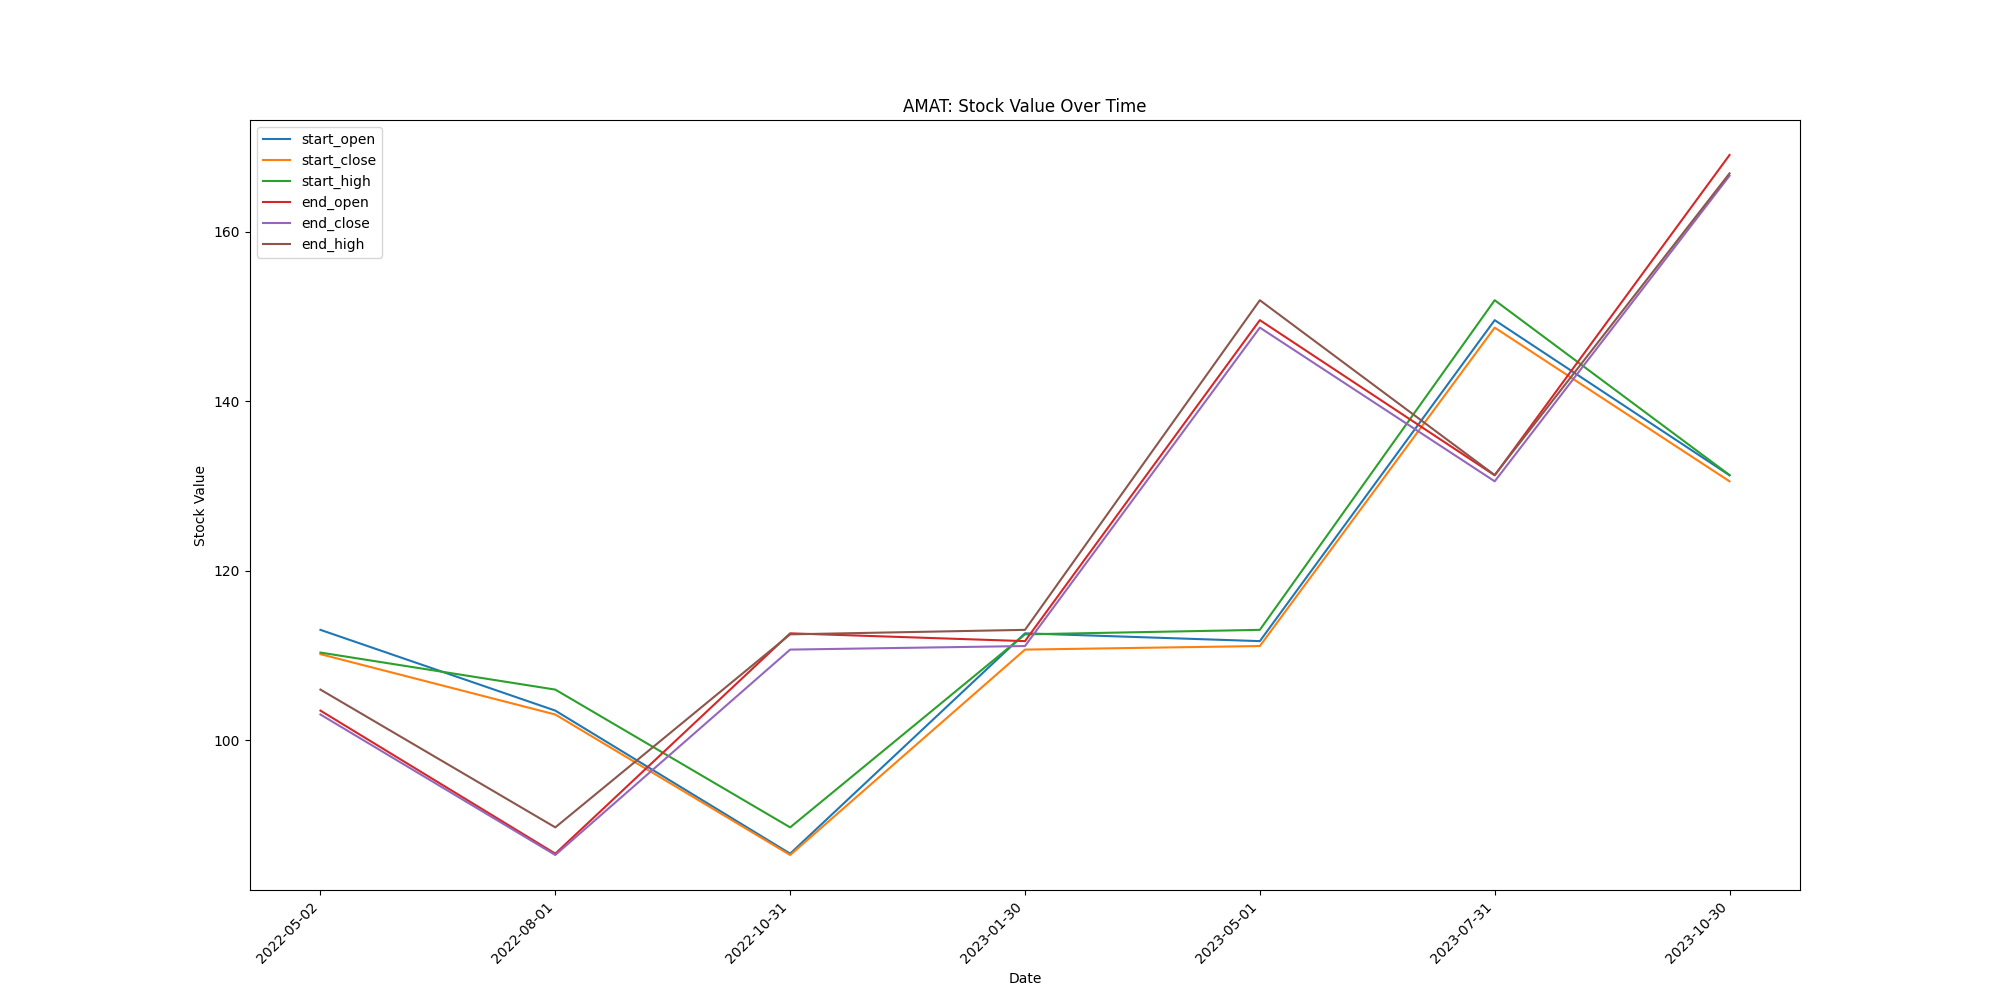 AMAT: Stock Value Over Time
start_open
start_close
start_high
end_open
end_close
end_high
160
140
120
100
Stock Value
2022-05-02
2022-08-01
2022-10-31
2023-01-30
2023-05-01
2023-07-31
2023-10-30
Date